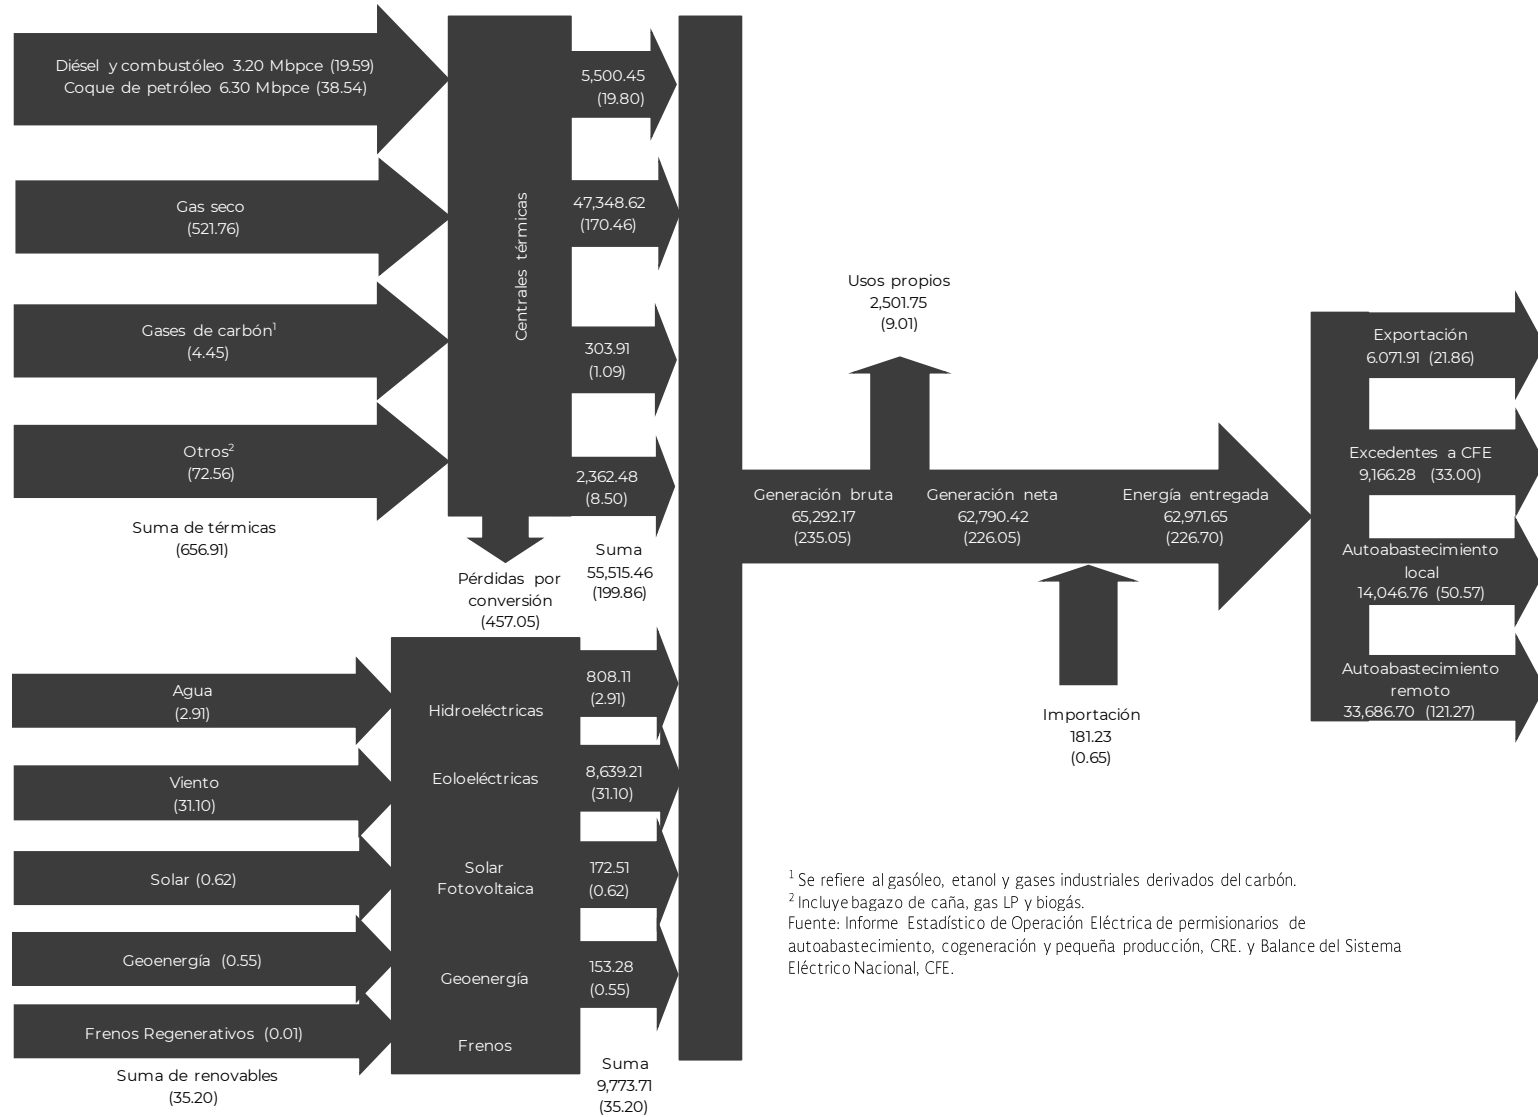 Diésel y combustóleo 3.20 Mbpce (19.59)
Coque de petróleo 6.30 Mbpce (38.54)
Gas seco
(521.76)
Gases de carbón¹
(4.45)
Otros²
(72.56)
Suma de térmicas
(656.91)
Centrales térmicas
5,500.45
(19.80)
47,348.62
(170.46)
303.91
(1.09)
2,362.48
(8.50)
Suma
55,515.46
(199.86)
Pérdidas por
conversión
(457.05)
Agua
(2.91)
Viento
(31.10)
Solar (0.62)
Geoenergía (0.55)
Frenos Regenerativos (0.01)
Suma de renovables
(35.20)
Hidroeléctricas
Eoloeléctricas
Solar
Fotovoltaica
Geoenergía
Frenos
808.11
(2.91)
8,639.21
(31.10)
172.51
(0.62)
153.28
(0.55)
Suma
9,773.71
(35.20)
Generación bruta
65,292.17
(235.05)
Usos propios
2,501.75
(9.01)
Generación neta
62,790.42
(226.05)
Importación
181.23
(0.65)
Energía entregada
62,971.65
(226.70)
Exportación
6.071.91 (21.86)
Excedentes a CFE
9,166.28 (33.00)
Autoabastecimiento
local
14,046.76 (50.57)
Autoabastecimiento
remoto
33,686.70 (121.27)
¹ Se refiere al gasóleo, etanol y gases industriales derivados del carbón.
² Incluye bagazo de caña, gas LP y biogás.
Fuente: Informe Estadístico de Operación Eléctrica de permisionarios de
autoabastecimiento, cogeneración y pequeña producción, CRE. y Balance del Sistema
Eléctrico Nacional, CFE.